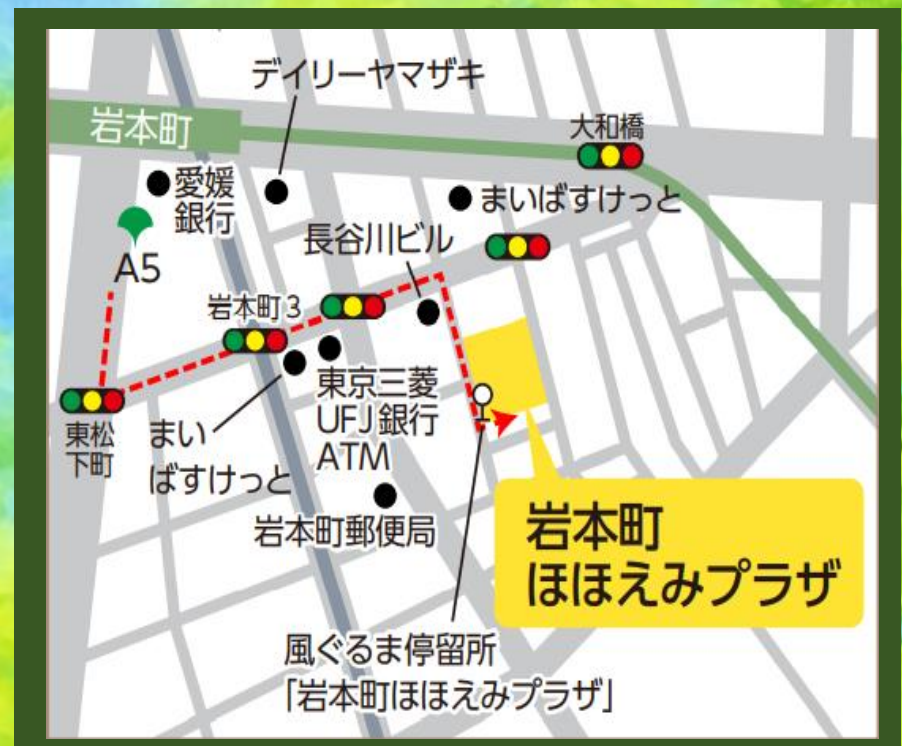 デイリーヤマザキ
岩本町
大和橋
愛媛
銀行
まいばすけっと
長谷川ビル
A5
岩本町3
東松
下町
まい
ばすけっと
東京三菱
UFJ銀行
ATM
岩本町郵便局
岩本町
ほほえみプラザ
風ぐるま停留所
「岩本町ほほえみプラザ」